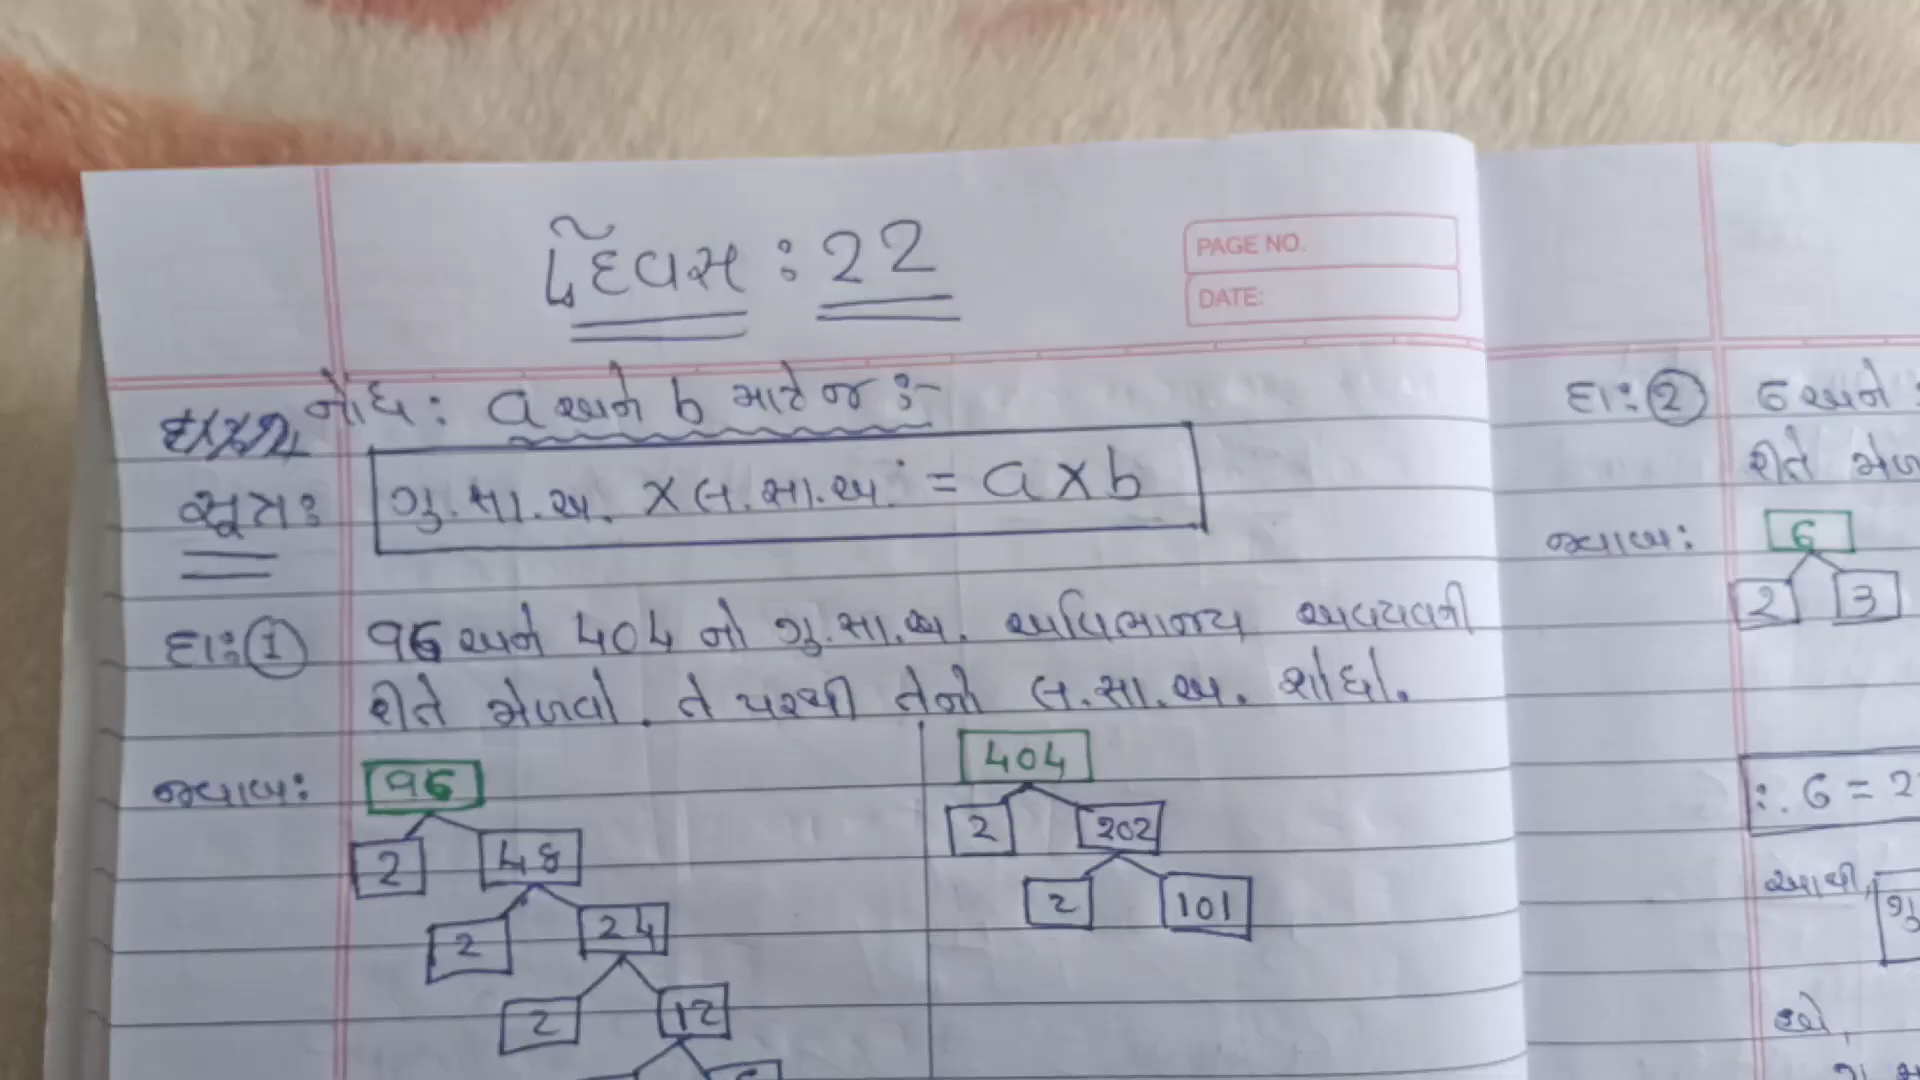 દિવસ : 22
PAGE NO.
DATE:
નોંધ : a અને b માટે જ :-
સૂત્ર : ગુ.સા.અ. × લ.સા.અ. = a × b
દા: 1 96 અને 404 નો ગુ.સા.અ. અવિભાજ્ય અવયવની
રીતે મેળવો. તે પરથી તેનો લ.સા.અ. શોધો.
જવાબ: 96 404
2 48 2 202
2 24 2 101
2 12
દા: 2 6 અને
રીતે
જવાબ: 6
2 3
∴ 6 = 2
આથી,
હવે,